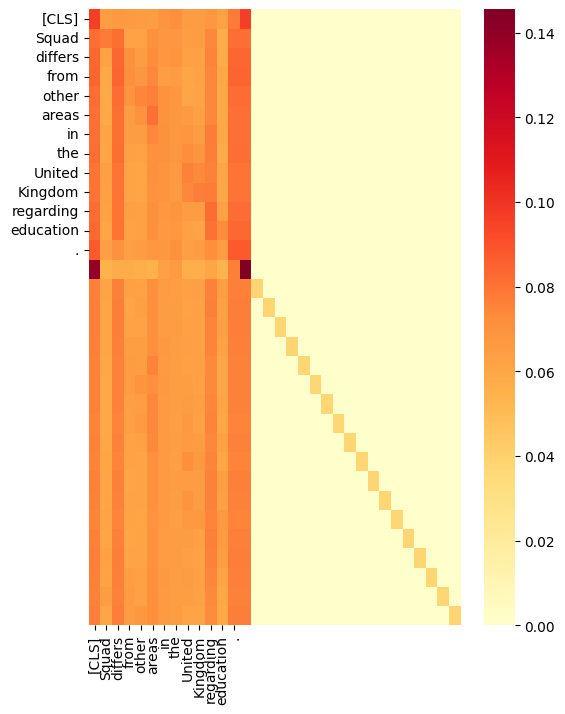 [CLS]
Squad
differs
from
other
areas
in
the
United
Kingdom
regarding
education
.
0.14
0.12
0.10
0.08
0.06
0.04
0.02
0.00
[CLS]
Squad
differs
from
other
areas
in
the
United
Kingdom
regarding
education
.